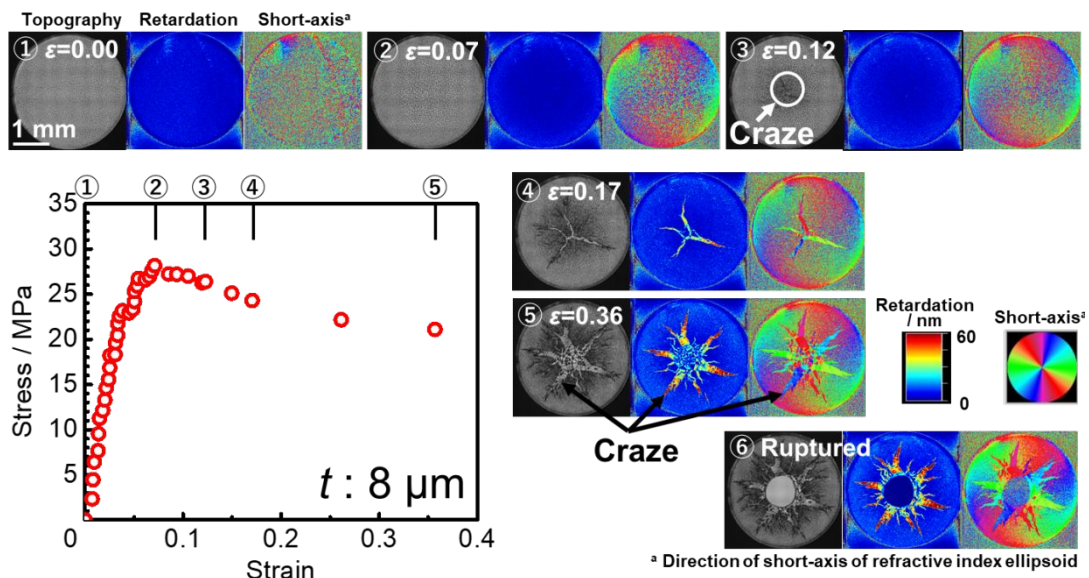 Topography Retardation Short-axisᵃ
① ε=0.00
② ε=0.07
③ ε=0.12
1 mm
Craze
① ② ③ ④ ⑤
④ ε=0.17
⑤ ε=0.36
Craze
⑥ Ruptured
Retardation / nm
60
0
Short-axisᵃ
Stress / MPa
35
30
25
20
15
10
5
0
0 0.1 0.2 0.3 0.4
Strain
t : 8 μm
ᵃ Direction of short-axis of refractive index ellipsoid